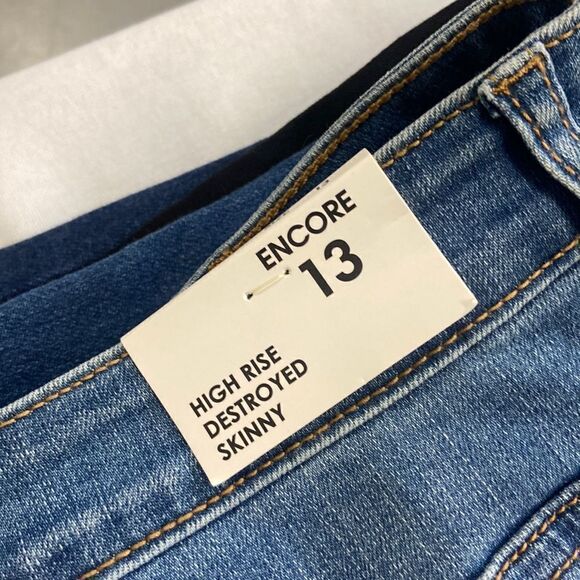 ENCORE
13
HIGH RISE
DESTROYED
SKINNY